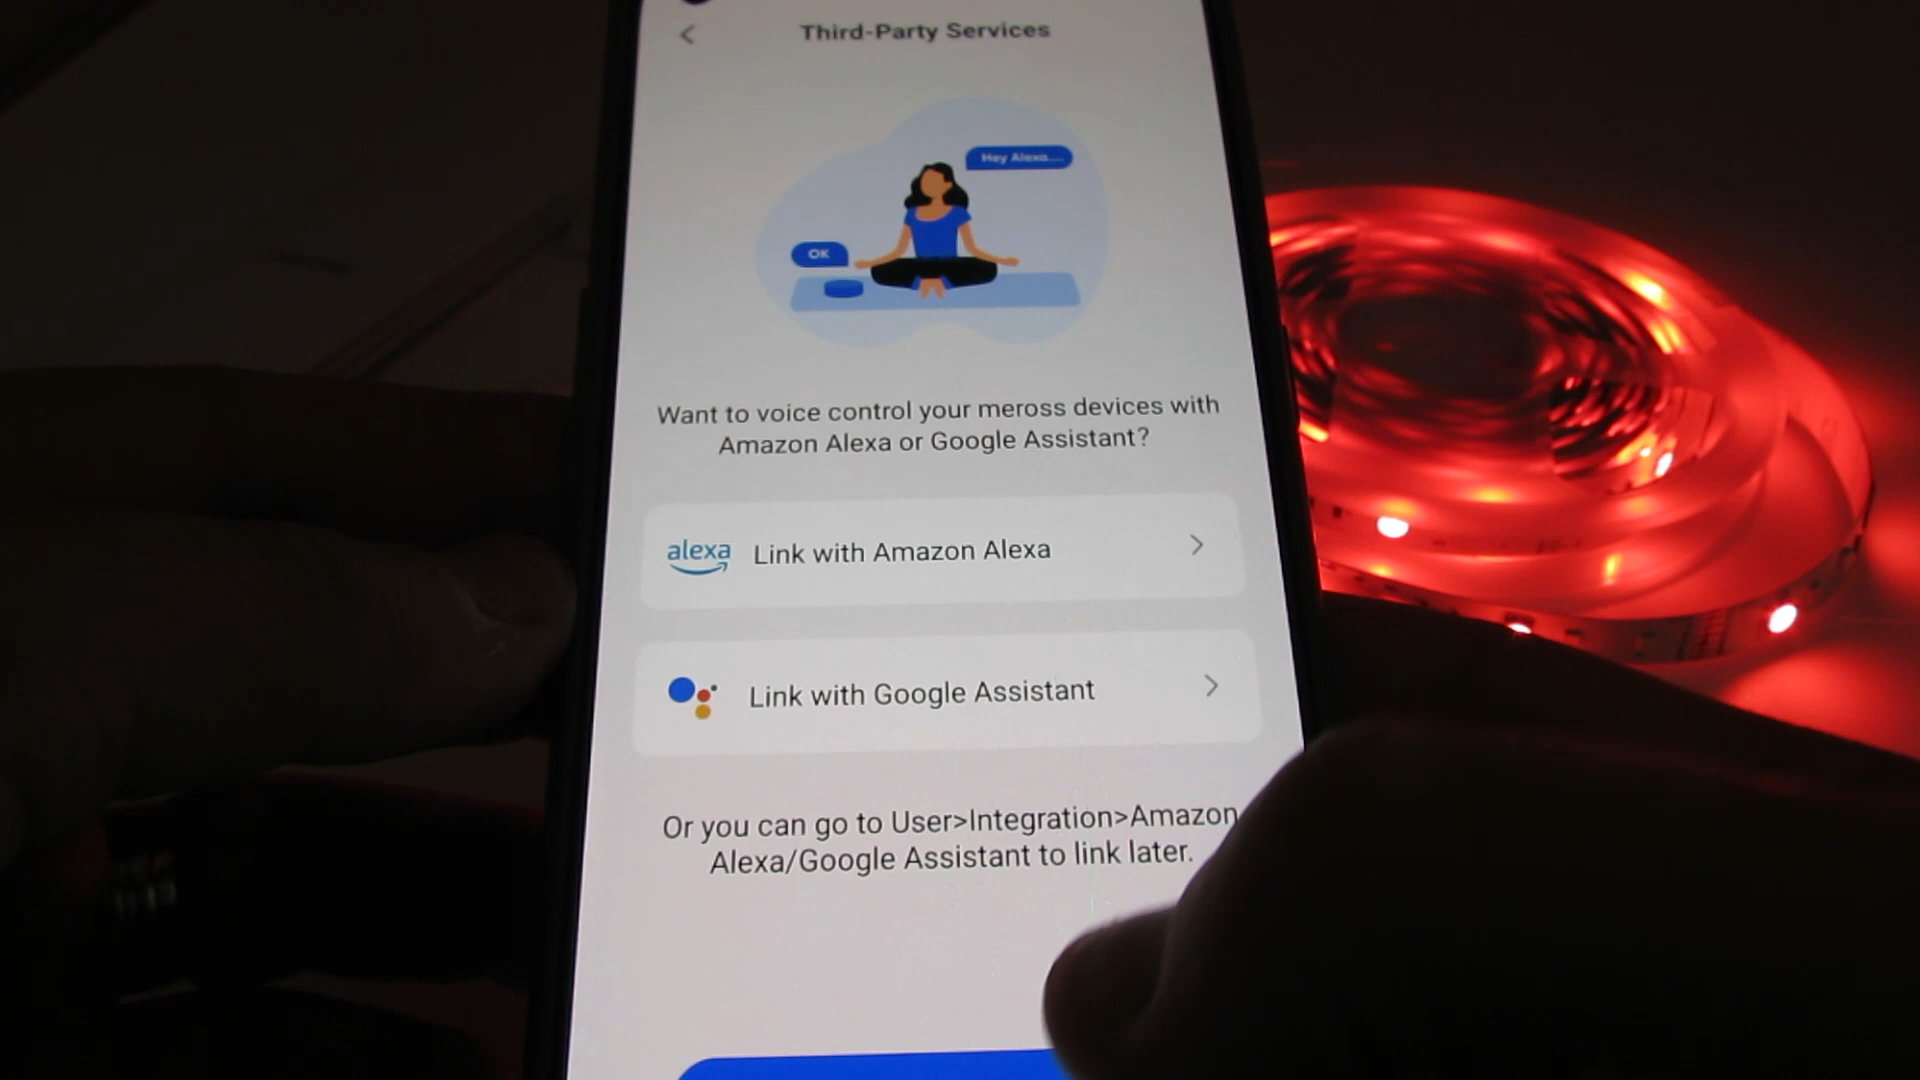 Third-Party Services
Hey Alexa....
OK
Want to voice control your meross devices with
Amazon Alexa or Google Assistant?
alexa Link with Amazon Alexa
Link with Google Assistant
Or you can go to User>Integration>Amazon
Alexa/Google Assistant to link later.